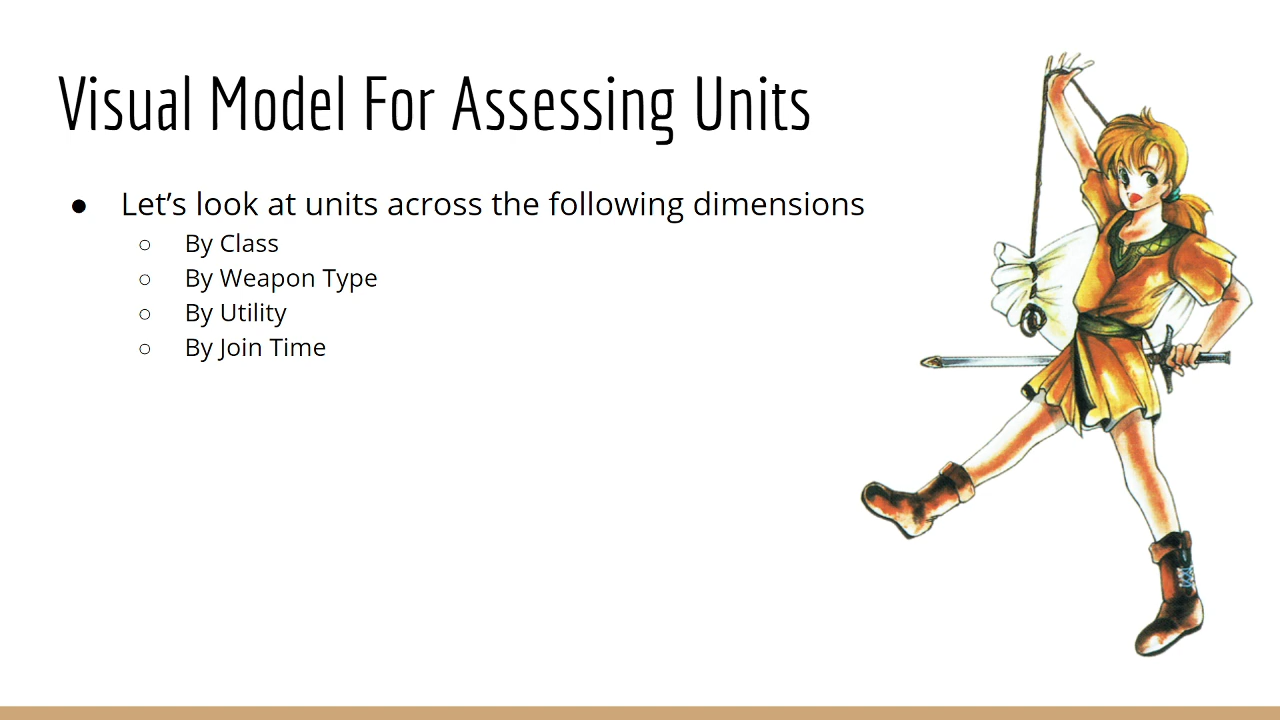 Visual Model For Assessing Units
● Let’s look at units across the following dimensions
○ By Class
○ By Weapon Type
○ By Utility
○ By Join Time